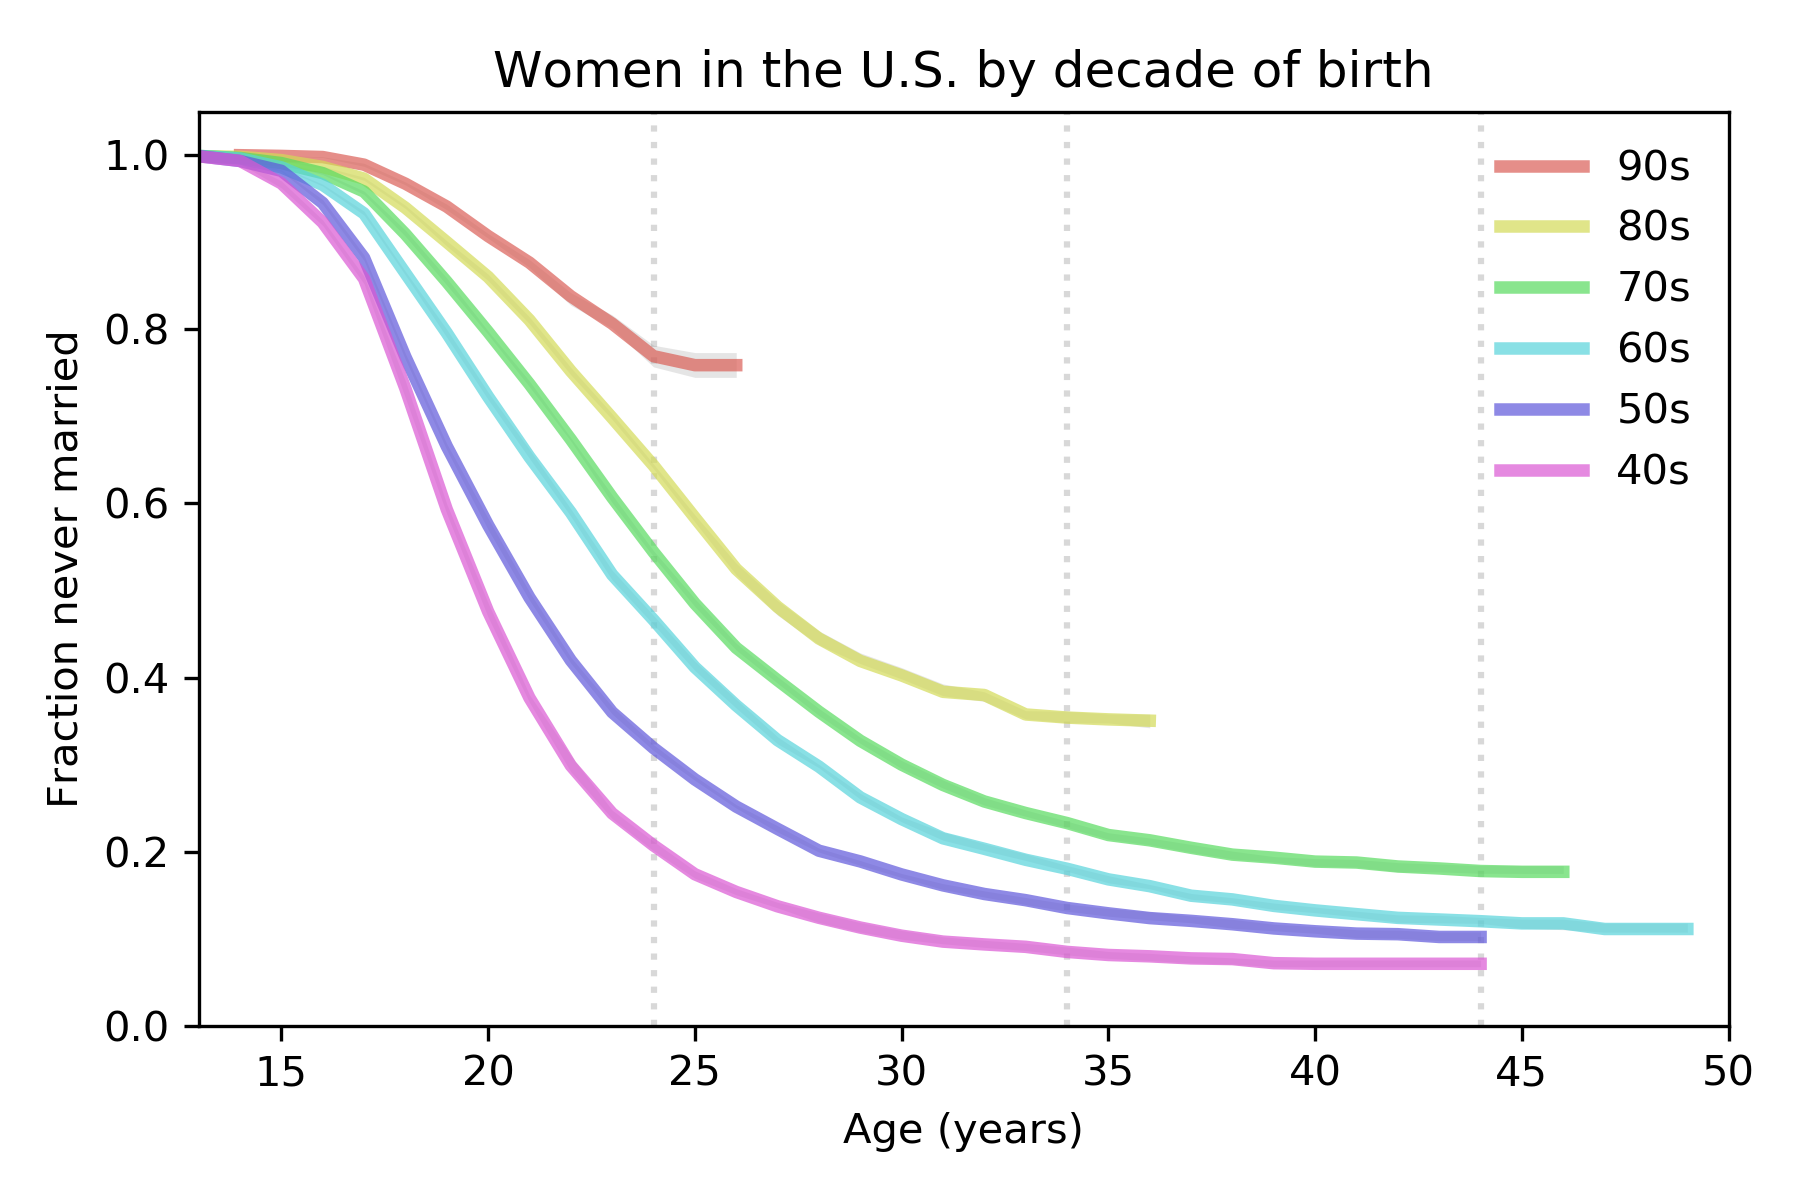 Women in the U.S. by decade of birth
1.0
0.8
0.6
0.4
0.2
0.0
Fraction never married
90s
80s
70s
60s
50s
40s
15 20 25 30 35 40 45 50
Age (years)